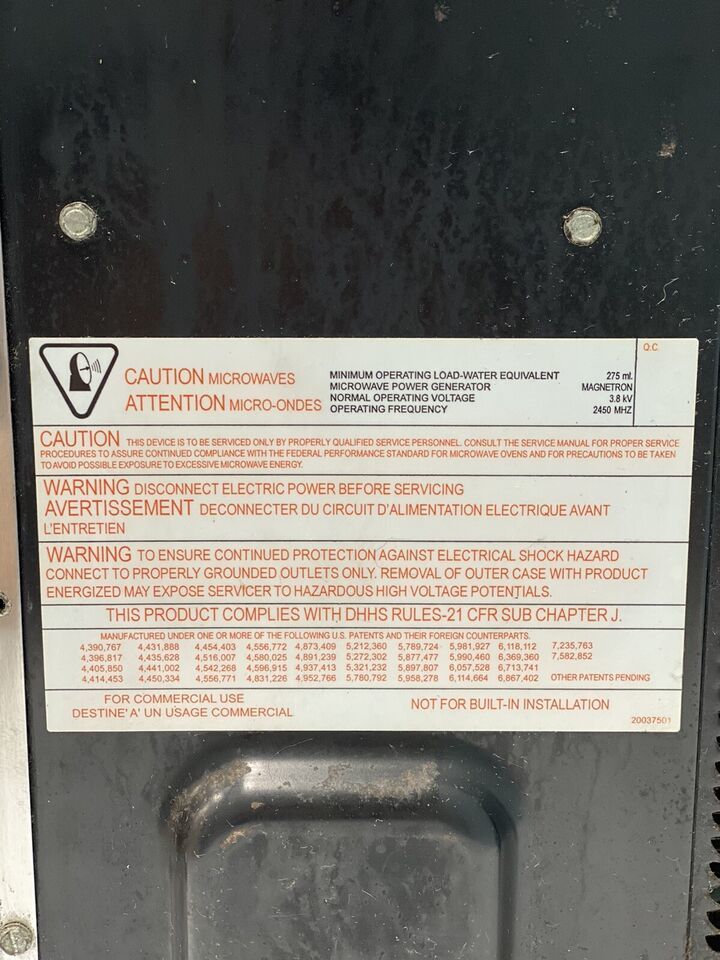 Q.C.
CAUTION MICROWAVES
ATTENTION MICRO-ONDES
MINIMUM OPERATING LOAD-WATER EQUIVALENT 275 ml.
MICROWAVE POWER GENERATOR MAGNETRON
NORMAL OPERATING VOLTAGE 3.8 kV
OPERATING FREQUENCY 2450 MHZ
CAUTION THIS DEVICE IS TO BE SERVICED ONLY BY PROPERLY QUALIFIED SERVICE PERSONNEL. CONSULT THE SERVICE MANUAL FOR PROPER SERVICE
PROCEDURES TO ASSURE CONTINUED COMPLIANCE WITH THE FEDERAL PERFORMANCE STANDARD FOR MICROWAVE OVENS AND FOR PRECAUTIONS TO BE TAKEN
TO AVOID POSSIBLE EXPOSURE TO EXCESSIVE MICROWAVE ENERGY.
WARNING DISCONNECT ELECTRIC POWER BEFORE SERVICING
AVERTISSEMENT DECONNECTER DU CIRCUIT D'ALIMENTATION ELECTRIQUE AVANT
L'ENTRETIEN
WARNING TO ENSURE CONTINUED PROTECTION AGAINST ELECTRICAL SHOCK HAZARD
CONNECT TO PROPERLY GROUNDED OUTLETS ONLY. REMOVAL OF OUTER CASE WITH PRODUCT
ENERGIZED MAY EXPOSE SERVICER TO HAZARDOUS HIGH VOLTAGE POTENTIALS.
THIS PRODUCT COMPLIES WITH DHHS RULES-21 CFR SUB CHAPTER J.
MANUFACTURED UNDER ONE OR MORE OF THE FOLLOWING U.S. PATENTS AND THEIR FOREIGN COUNTERPARTS.
4,390,767 4,431,888 4,454,403 4,556,772 4,873,409 5,212,360 5,789,724 5,981,927 6,118,112 7,235,763
4,396,817 4,435,628 4,516,007 4,580,025 4,891,239 5,272,302 5,877,477 5,990,460 6,369,360 7,582,852
4,405,850 4,441,002 4,542,268 4,596,915 4,937,413 5,321,232 5,897,807 6,057,528 6,713,741
4,414,453 4,450,334 4,556,771 4,831,226 4,952,766 5,780,792 5,958,278 6,114,664 6,867,402 OTHER PATENTS PENDING
FOR COMMERCIAL USE
DESTINE' A' UN USAGE COMMERCIAL
NOT FOR BUILT-IN INSTALLATION
20037501